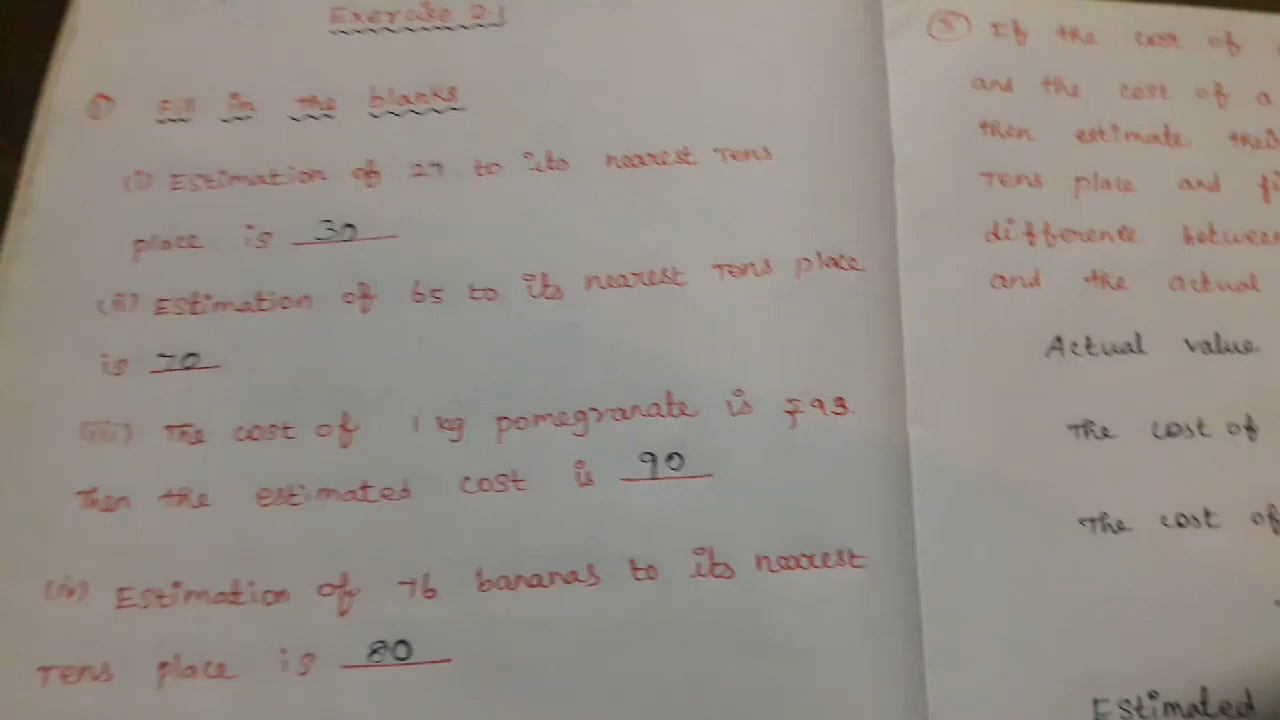 Exercise 2.1
① Fill in the blanks
(i) Estimation of 27 to its nearest Tens
place is 30
(ii) Estimation of 65 to its nearest Tens place
is 70
(iii) The cost of 1 kg pomegranate is ₹93.
Then the estimated cost is 90
(iv) Estimation of 76 bananas to its nearest
Tens place is 80
If the cost of
and the cost of a
then estimate
Tens place and
difference between
and the actual
Actual value
The cost of
The cost of
Estimated